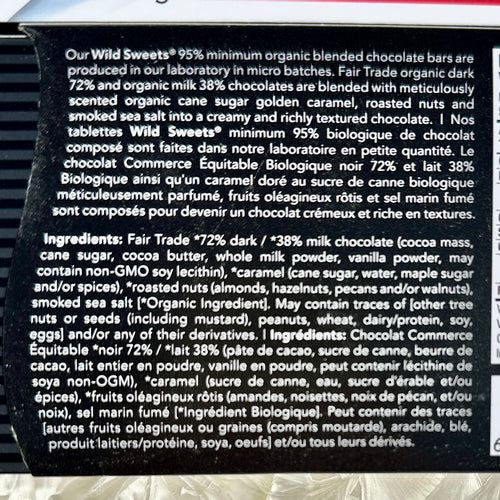 Our Wild Sweets® 95% minimum organic blended chocolate bars are
produced in our laboratory in micro batches. Fair Trade organic dark
72% and organic milk 38% chocolates are blended with meticulously
scented organic cane sugar golden caramel, roasted nuts and
smoked sea salt into a creamy and richly textured chocolate. | Nos
tablettes Wild Sweets® minimum 95% biologique de chocolat
composé sont faites dans notre laboratoire en petite quantité. Le
chocolat Commerce Équitable Biologique noir 72% et lait 38%
Biologique ainsi qu'un caramel doré au sucre de canne biologique
méticuleusement parfumé, fruits oléagineux rôtis et sel marin fumé
sont composés pour devenir un chocolat crémeux et riche en textures.
Ingredients: Fair Trade *72% dark / *38% milk chocolate (cocoa mass,
cane sugar, cocoa butter, whole milk powder, vanilla powder, may
contain non-GMO soy lecithin), *caramel (cane sugar, water, maple sugar
and/or spices), *roasted nuts (almonds, hazelnuts, pecans and/or walnuts),
smoked sea salt [*Organic Ingredient]. May contain traces of [other tree
nuts or seeds (including mustard), peanuts, wheat, dairy/protein, soy,
eggs] and/or any of their derivatives. | Ingrédients: Chocolat Commerce
Équitable *noir 72% / *lait 38% (pâte de cacao, sucre de canne, beurre de
cacao, lait entier en poudre, vanille en poudre, peut contenir lécithine de
soya non-OGM), *caramel (sucre de canne, eau, sucre d'érable et/ou
épices), *fruits oléagineux rôtis (amandes, noisettes, noix de pécan, et/ou
noix), sel marin fumé [*Ingrédient Biologique]. Peut contenir des traces
[autres fruits oléagineux ou graines (compris moutarde), arachide, blé,
produit laitiers/protéine, soya, oeufs] et/ou tous leurs dérivés.